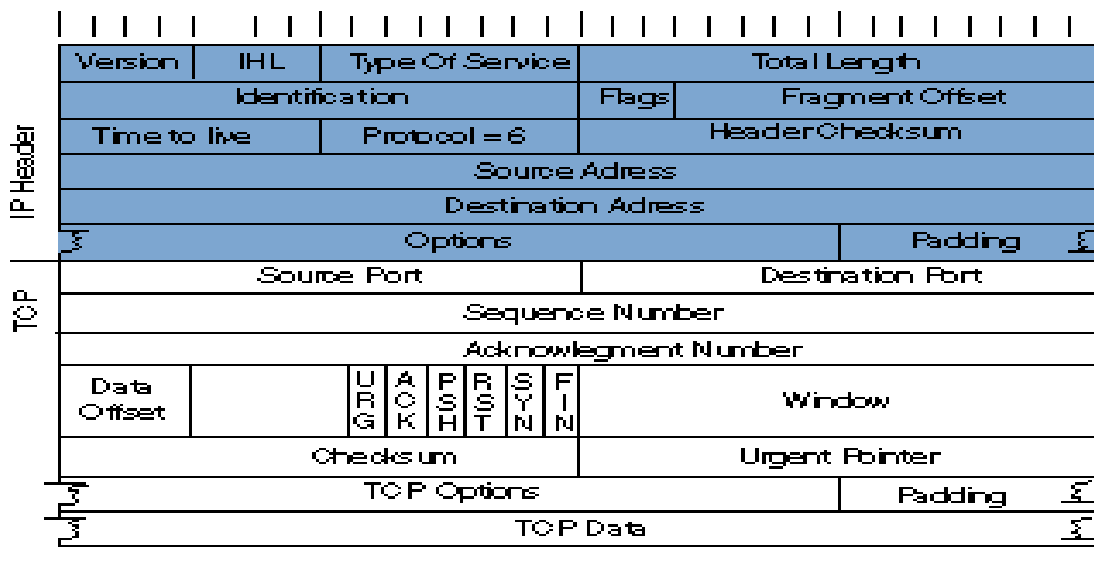 Version IHL Type Of Service Total Length
Identification Flags Fragment Offset
Time to live Protocol = 6 Header Checksum
Source Adress
Destination Adress
Options Padding
IP Header
Source Port Destination Port
Sequence Number
Acknowlegment Number
Data Offset URG ACK PSH RST SYN FIN Window
Checksum Urgent Pointer
TCP Options Padding
TCP Data
TCP